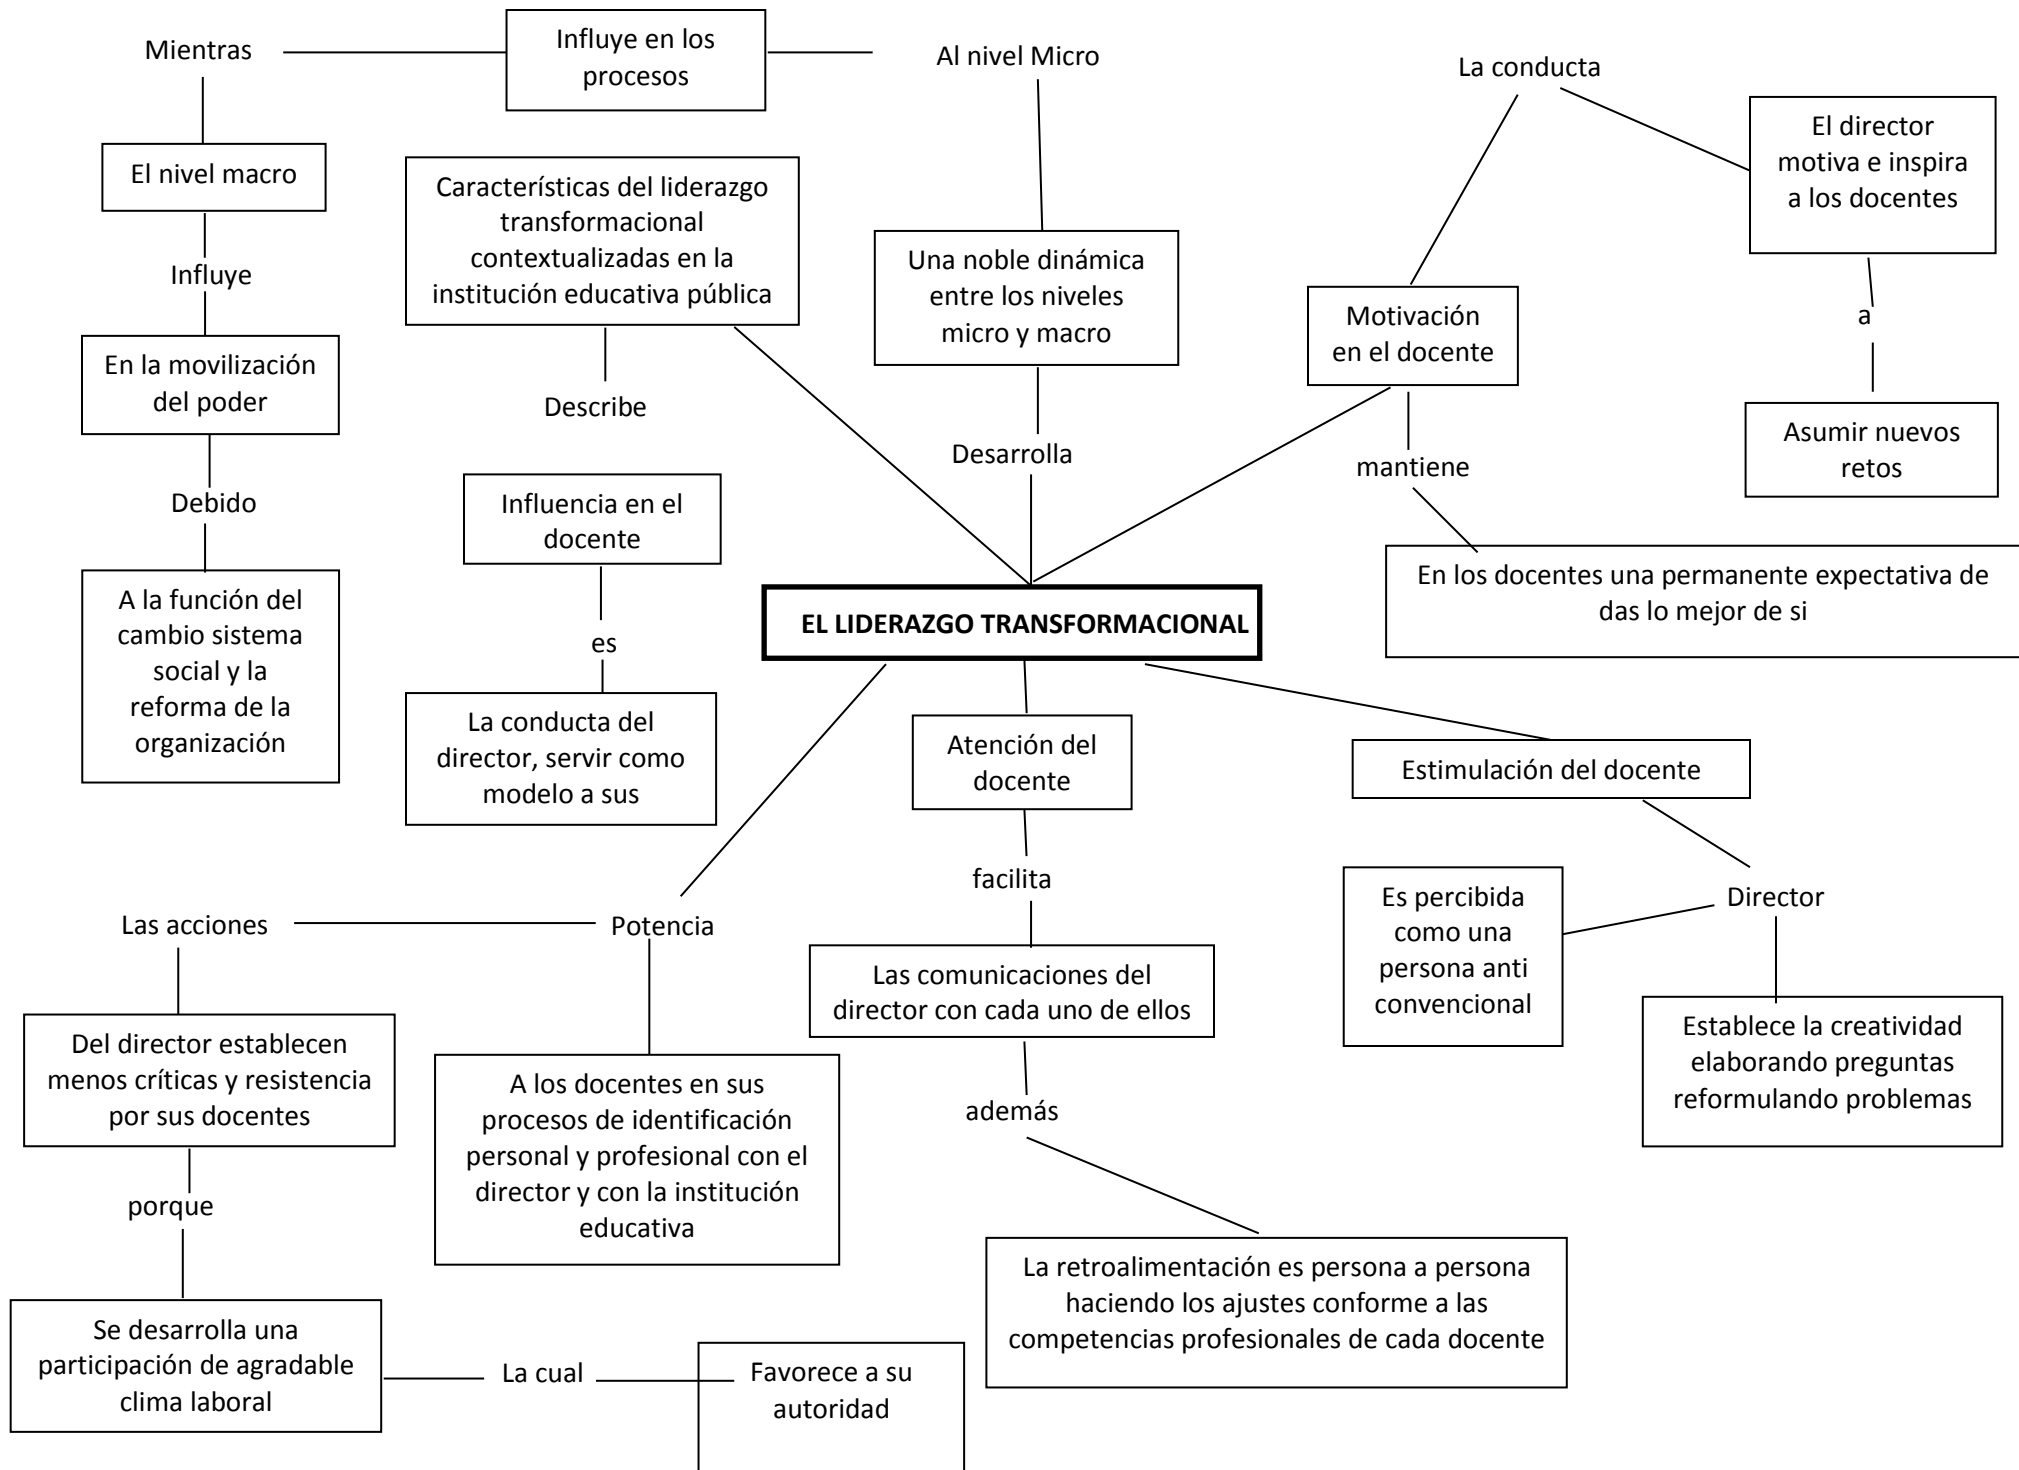 Mientras
Influye en los
procesos
Al nivel Micro
La conducta
El director
motiva e inspira
a los docentes
El nivel macro
Características del liderazgo
transformacional
contextualizadas en la
institución educativa pública
Una noble dinámica
entre los niveles
micro y macro
Influye
Motivación
en el docente
a
En la movilización
del poder
Describe
Desarrolla
mantiene
Asumir nuevos
retos
Debido
Influencia en el
docente
En los docentes una permanente expectativa de
das lo mejor de si
A la función del
cambio sistema
social y la
reforma de la
organización
es
EL LIDERAZGO TRANSFORMACIONAL
La conducta del
director, servir como
modelo a sus
Atención del
docente
Estimulación del docente
facilita
Es percibida
como una
persona anti
convencional
Director
Las acciones
Potencia
Las comunicaciones del
director con cada uno de ellos
Establece la creatividad
elaborando preguntas
reformulando problemas
Del director establecen
menos críticas y resistencia
por sus docentes
A los docentes en sus
procesos de identificación
personal y profesional con el
director y con la institución
educativa
además
porque
La retroalimentación es persona a persona
haciendo los ajustes conforme a las
competencias profesionales de cada docente
Se desarrolla una
participación de agradable
clima laboral
La cual
Favorece a su
autoridad